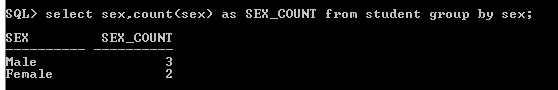 SQL> select sex,count(sex) as SEX_COUNT from student group by sex;
SEX SEX_COUNT
---------- ----------
Male 3
Female 2